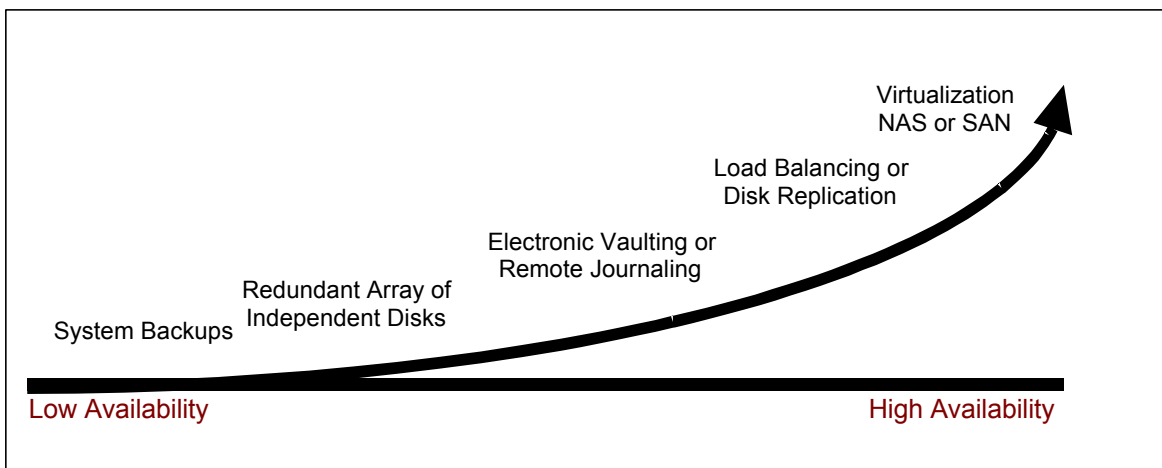 Virtualization
NAS or SAN
Load Balancing or
Disk Replication
Electronic Vaulting or
Remote Journaling
Redundant Array of
Independent Disks
System Backups
Low Availability
High Availability